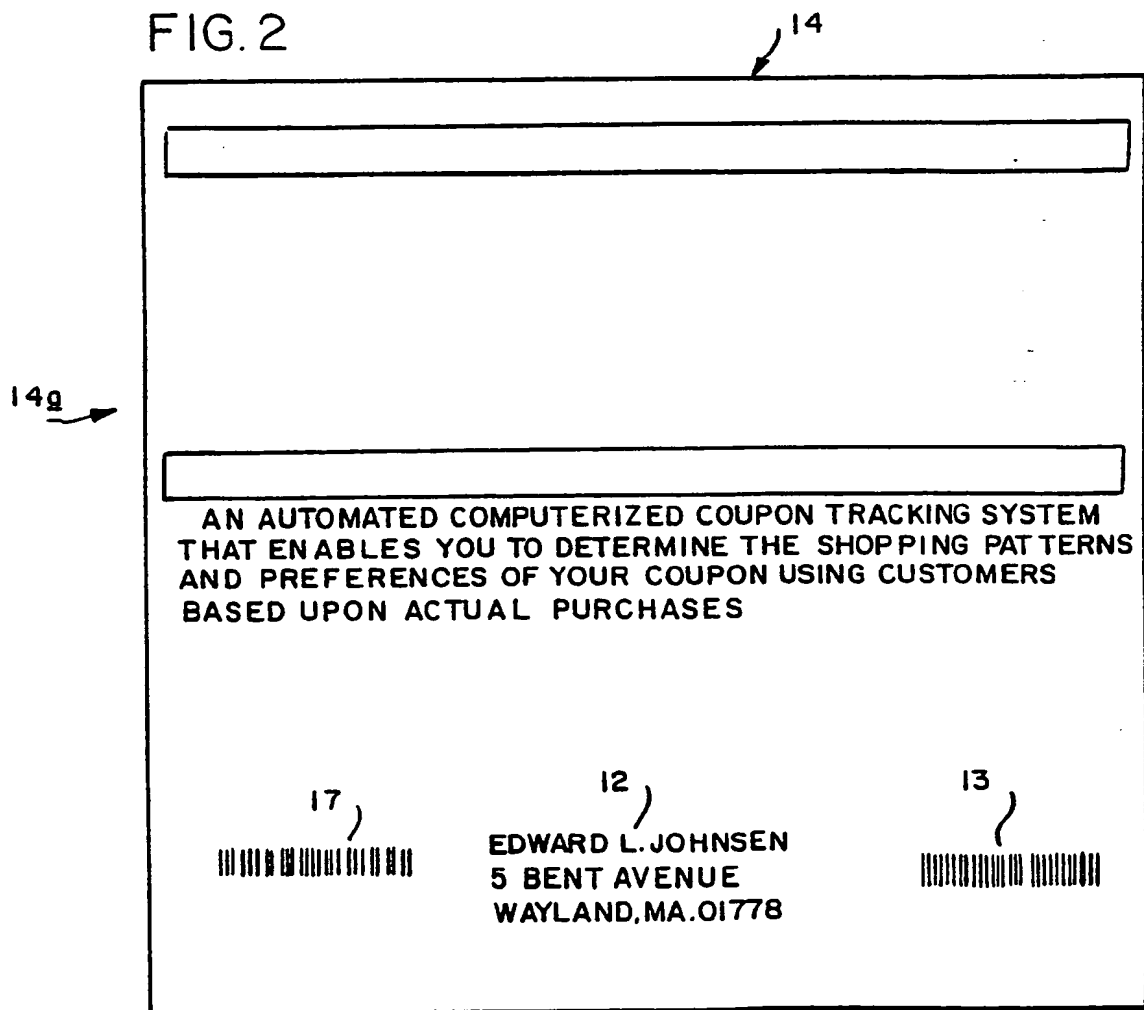 FIG. 2
14
14a
AN AUTOMATED COMPUTERIZED COUPON TRACKING SYSTEM
THAT ENABLES YOU TO DETERMINE THE SHOPPING PATTERNS
AND PREFERENCES OF YOUR COUPON USING CUSTOMERS
BASED UPON ACTUAL PURCHASES
17
12
13
EDWARD L. JOHNSEN
5 BENT AVENUE
WAYLAND, MA. 01778